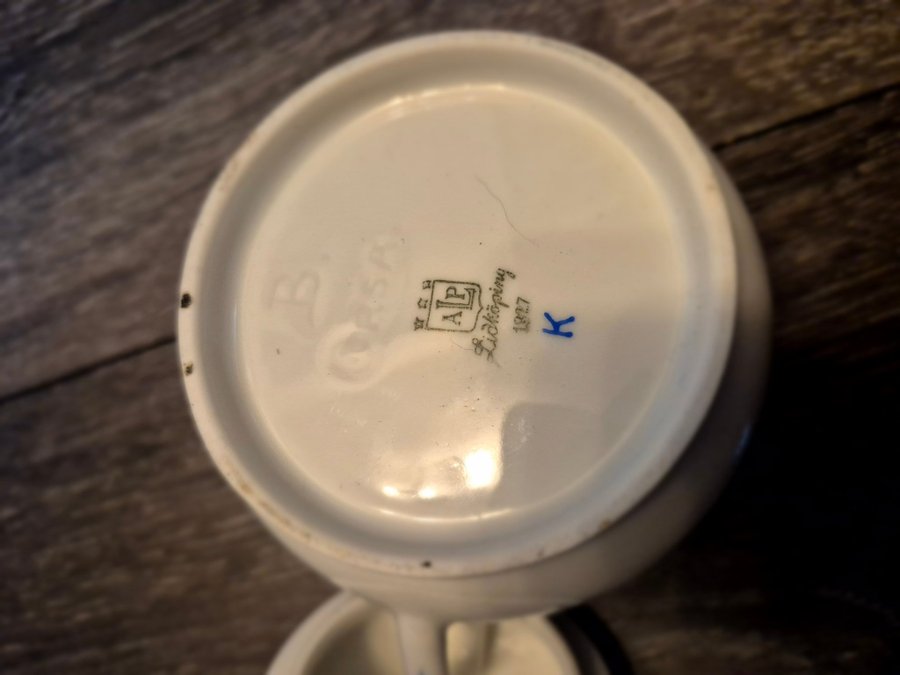 ALP
Lidköping
1927
K
B.